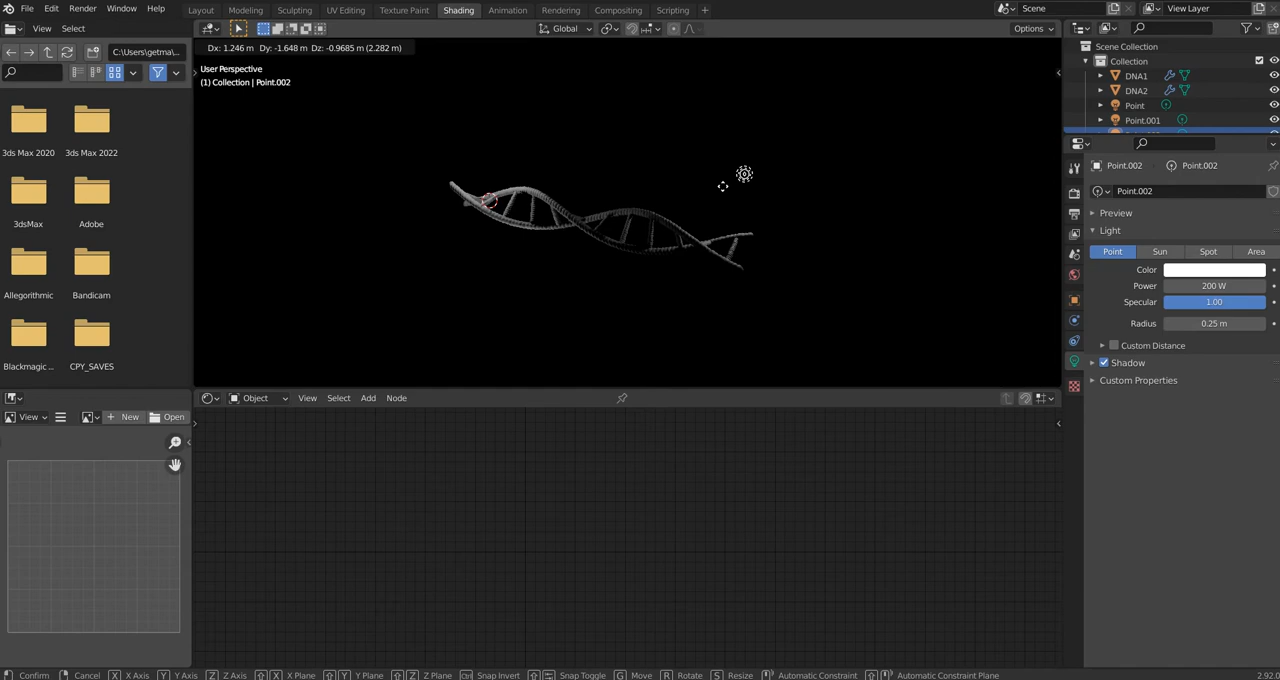 File Edit Render Window Help Layout Modeling Sculpting UV Editing Texture Paint Shading Animation Rendering Compositing Scripting + Scene View Layer
View Select Global Options
C:\Users\getma\...
Dx: 1.246 m Dy: -1.648 m Dz: -0.9685 m (2.282 m)
User Perspective
(1) Collection | Point.002
3ds Max 2020 3ds Max 2022
3dsMax Adobe
Allegorithmic Bandicam
Blackmagic ... CPY_SAVES
Scene Collection
Collection
DNA1
DNA2
Point
Point.001
Point.002 Point.002
Point.002
Preview
Light
Point Sun Spot Area
Color
Power 200 W
Specular 1.00
Radius 0.25 m
Custom Distance
Shadow
Custom Properties
View New Open
Object View Select Add Node
Confirm Cancel X X Axis Y Y Axis Z Z Axis X X Plane Y Y Plane Z Z Plane Snap Invert Snap Toggle G Move R Rotate S Resize Automatic Constraint Automatic Constraint Plane
2.92.0